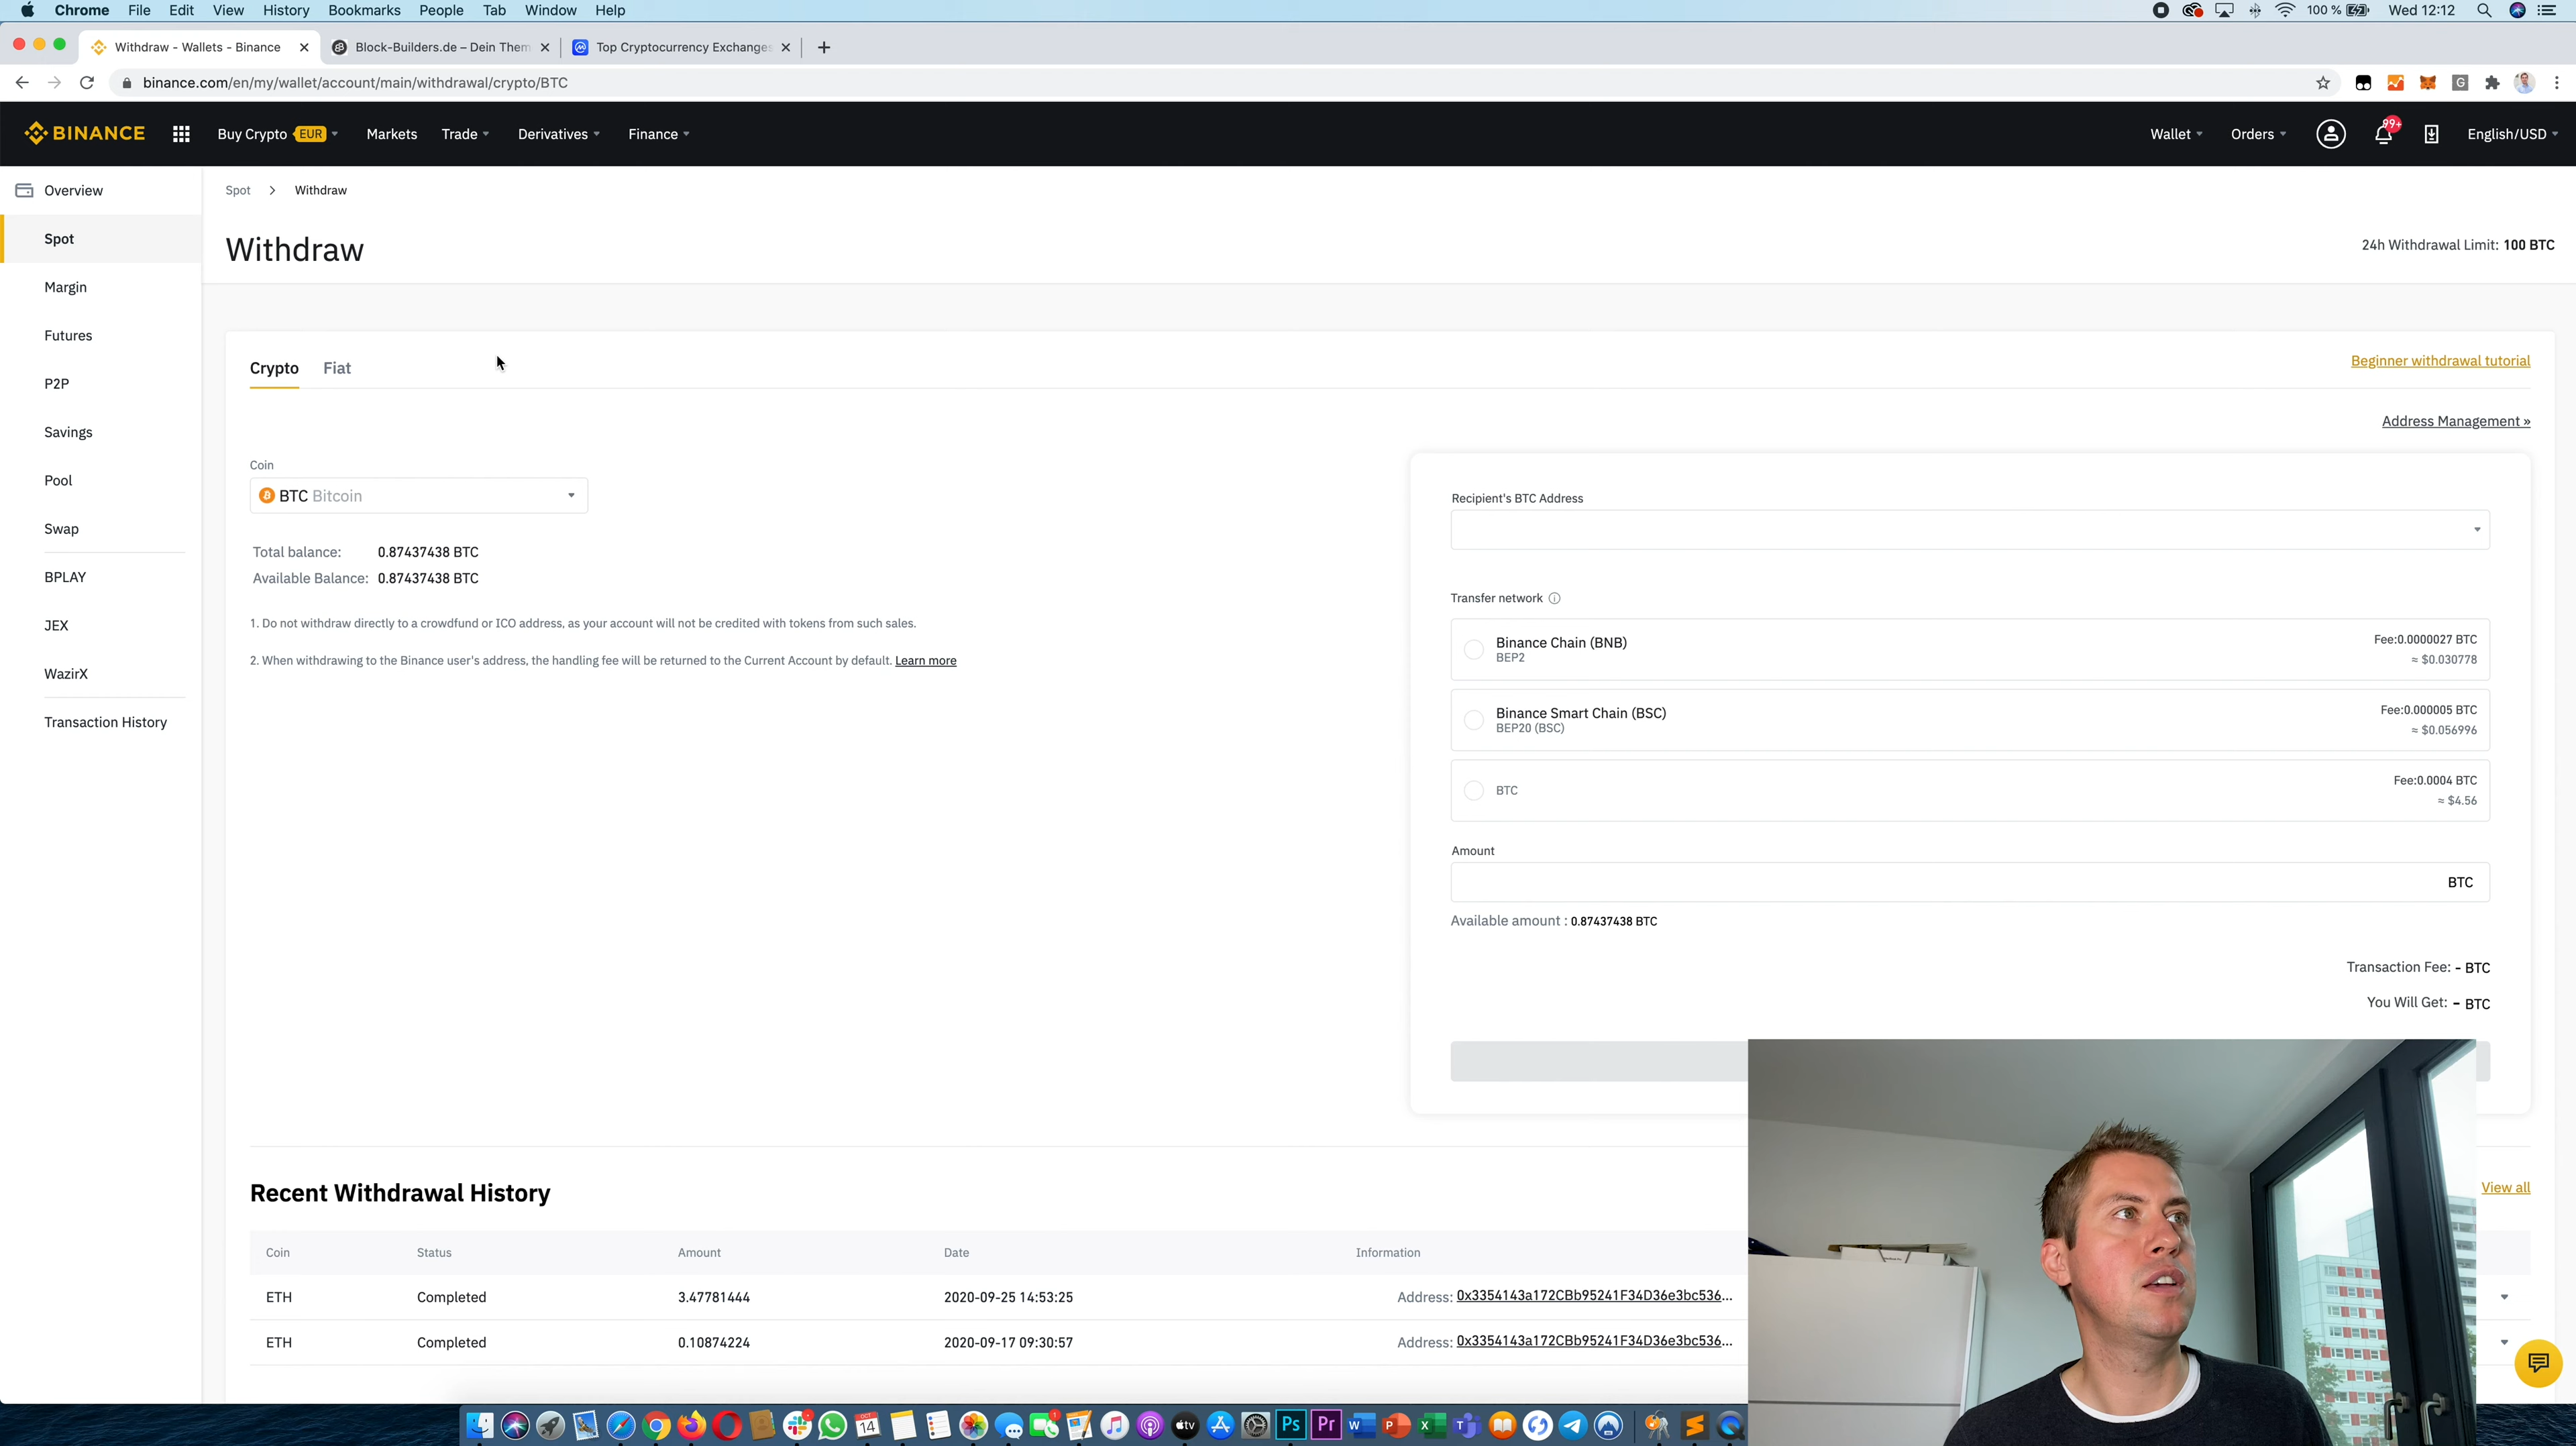 Chrome File Edit View History Bookmarks People Tab Window Help 100 % Wed 12:12
Withdraw - Wallets - Binance Block-Builders.de – Dein Them Top Cryptocurrency Exchanges
binance.com/en/my/wallet/account/main/withdrawal/crypto/BTC
BINANCE Buy Crypto EUR Markets Trade Derivatives Finance Wallet Orders 99+ English/USD
Overview
Spot
Margin
Futures
P2P
Savings
Pool
Swap
BPLAY
JEX
WazirX
Transaction History
Spot > Withdraw
Withdraw
24h Withdrawal Limit: 100 BTC
Crypto Fiat
Beginner withdrawal tutorial
Address Management »
Coin
BTC Bitcoin
Total balance: 0.87437438 BTC
Available Balance: 0.87437438 BTC
1. Do not withdraw directly to a crowdfund or ICO address, as your account will not be credited with tokens from such sales.
2. When withdrawing to the Binance user's address, the handling fee will be returned to the Current Account by default. Learn more
Recipient's BTC Address
Transfer network
Binance Chain (BNB) Fee:0.0000027 BTC
BEP2 ≈ $0.030778
Binance Smart Chain (BSC) Fee:0.000005 BTC
BEP20 (BSC) ≈ $0.056996
BTC Fee:0.0004 BTC
≈ $4.56
Amount
BTC
Available amount : 0.87437438 BTC
Transaction Fee: - BTC
You Will Get: - BTC
Recent Withdrawal History
View all
Coin Status Amount Date Information
ETH Completed 3.47781444 2020-09-25 14:53:25 Address: 0x3354143a172CBb95241F34D36e3bc536...
ETH Completed 0.10874224 2020-09-17 09:30:57 Address: 0x3354143a172CBb95241F34D36e3bc536...
OCT 14 1 tv Ps Pr W P X T